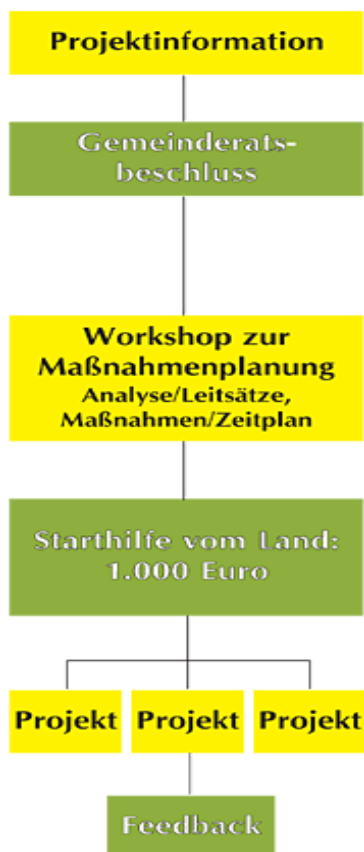 Projektinformation
Gemeinderats-
beschluss
Workshop zur
Maßnahmenplanung
Analyse/Leitsätze,
Maßnahmen/Zeitplan
Starthilfe vom Land:
1.000 Euro
Projekt Projekt Projekt
Feedback